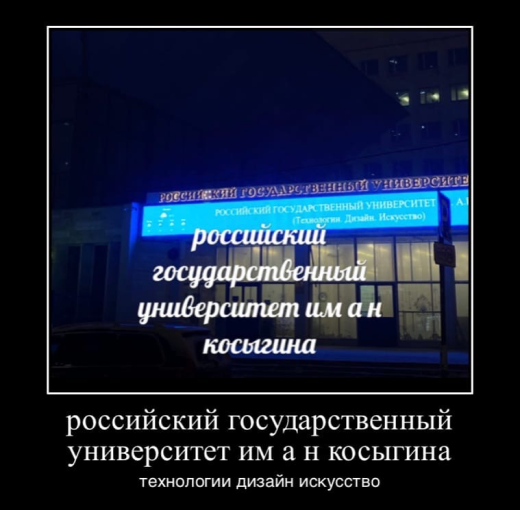 РОССИЙСКИЙ ГОСУДАРСТВЕННЫЙ УНИВЕРСИТЕ
РОССИЙСКИЙ ГОСУДАРСТВЕННЫЙ УНИВЕРСИТЕТ
(Технологии. Дизайн. Искусство)
российский
государственный
университет им а н
косыгина
российский государственный
университет им а н косыгина
технологии дизайн искусство